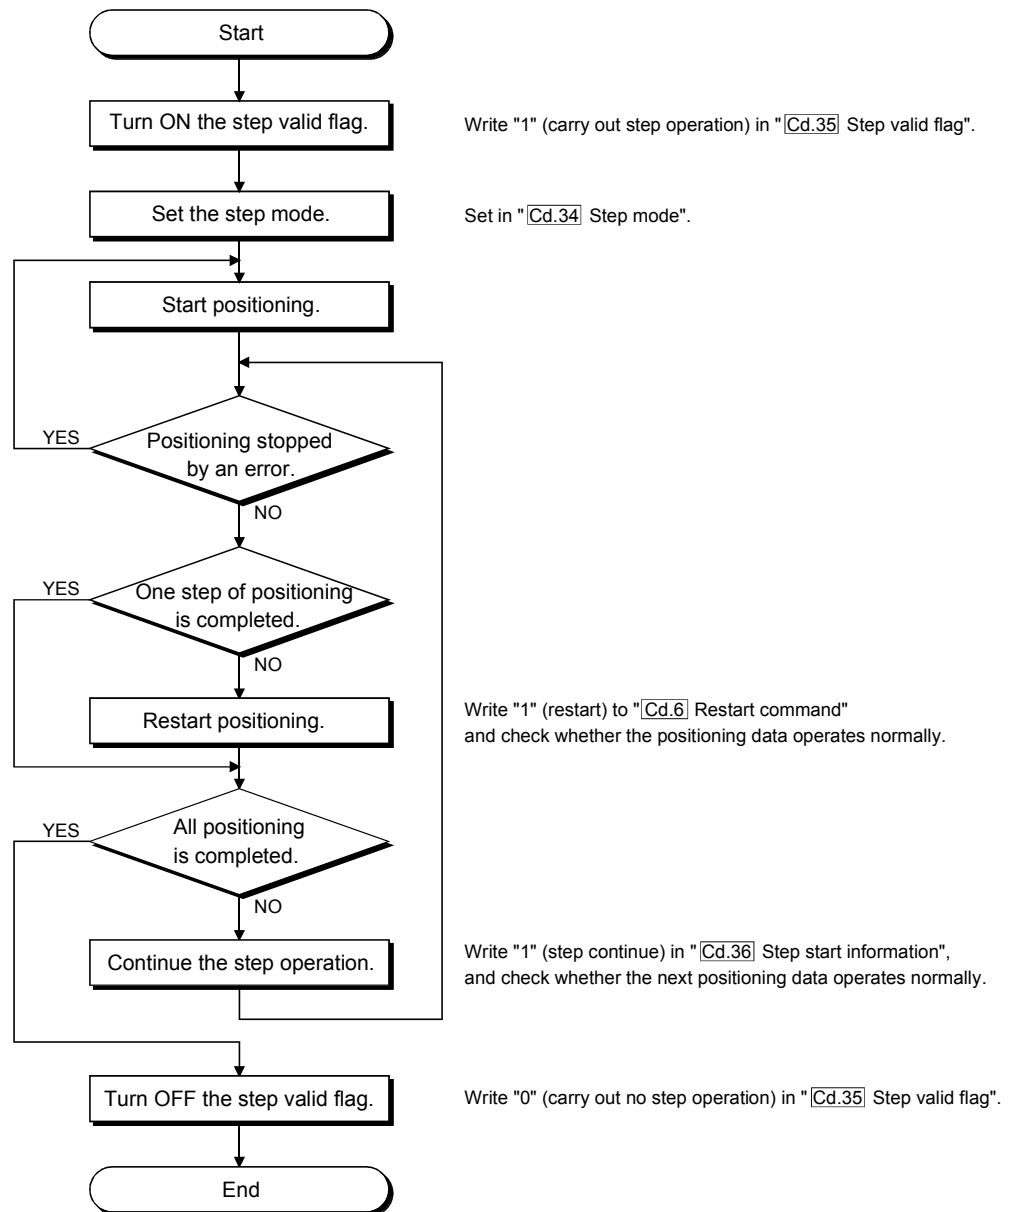 Start
Turn ON the step valid flag.
Write "1" (carry out step operation) in "Cd.35 Step valid flag".
Set the step mode.
Set in "Cd.34 Step mode".
Start positioning.
YES
Positioning stopped
by an error.
NO
YES
One step of positioning
is completed.
NO
Restart positioning.
Write "1" (restart) to "Cd.6 Restart command"
and check whether the positioning data operates normally.
YES
All positioning
is completed.
NO
Continue the step operation.
Write "1" (step continue) in "Cd.36 Step start information",
and check whether the next positioning data operates normally.
Turn OFF the step valid flag.
Write "0" (carry out no step operation) in "Cd.35 Step valid flag".
End